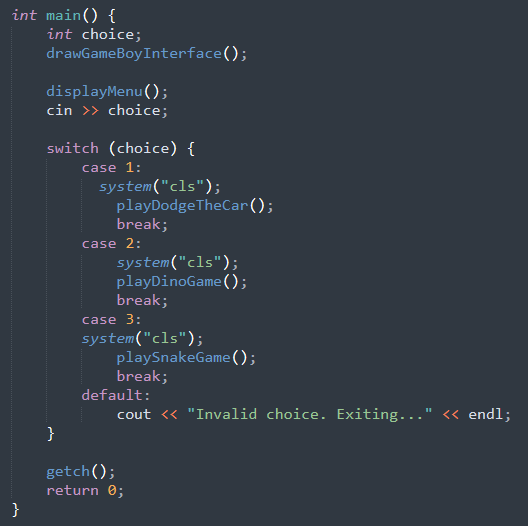 int main() {
    int choice;
    drawGameBoyInterface();

    displayMenu();
    cin >> choice;

    switch (choice) {
        case 1:
          system("cls");
            playDodgeTheCar();
            break;
        case 2:
            system("cls");
            playDinoGame();
            break;
        case 3:
        system("cls");
            playSnakeGame();
            break;
        default:
            cout << "Invalid choice. Exiting..." << endl;
    }

    getch();
    return 0;
}